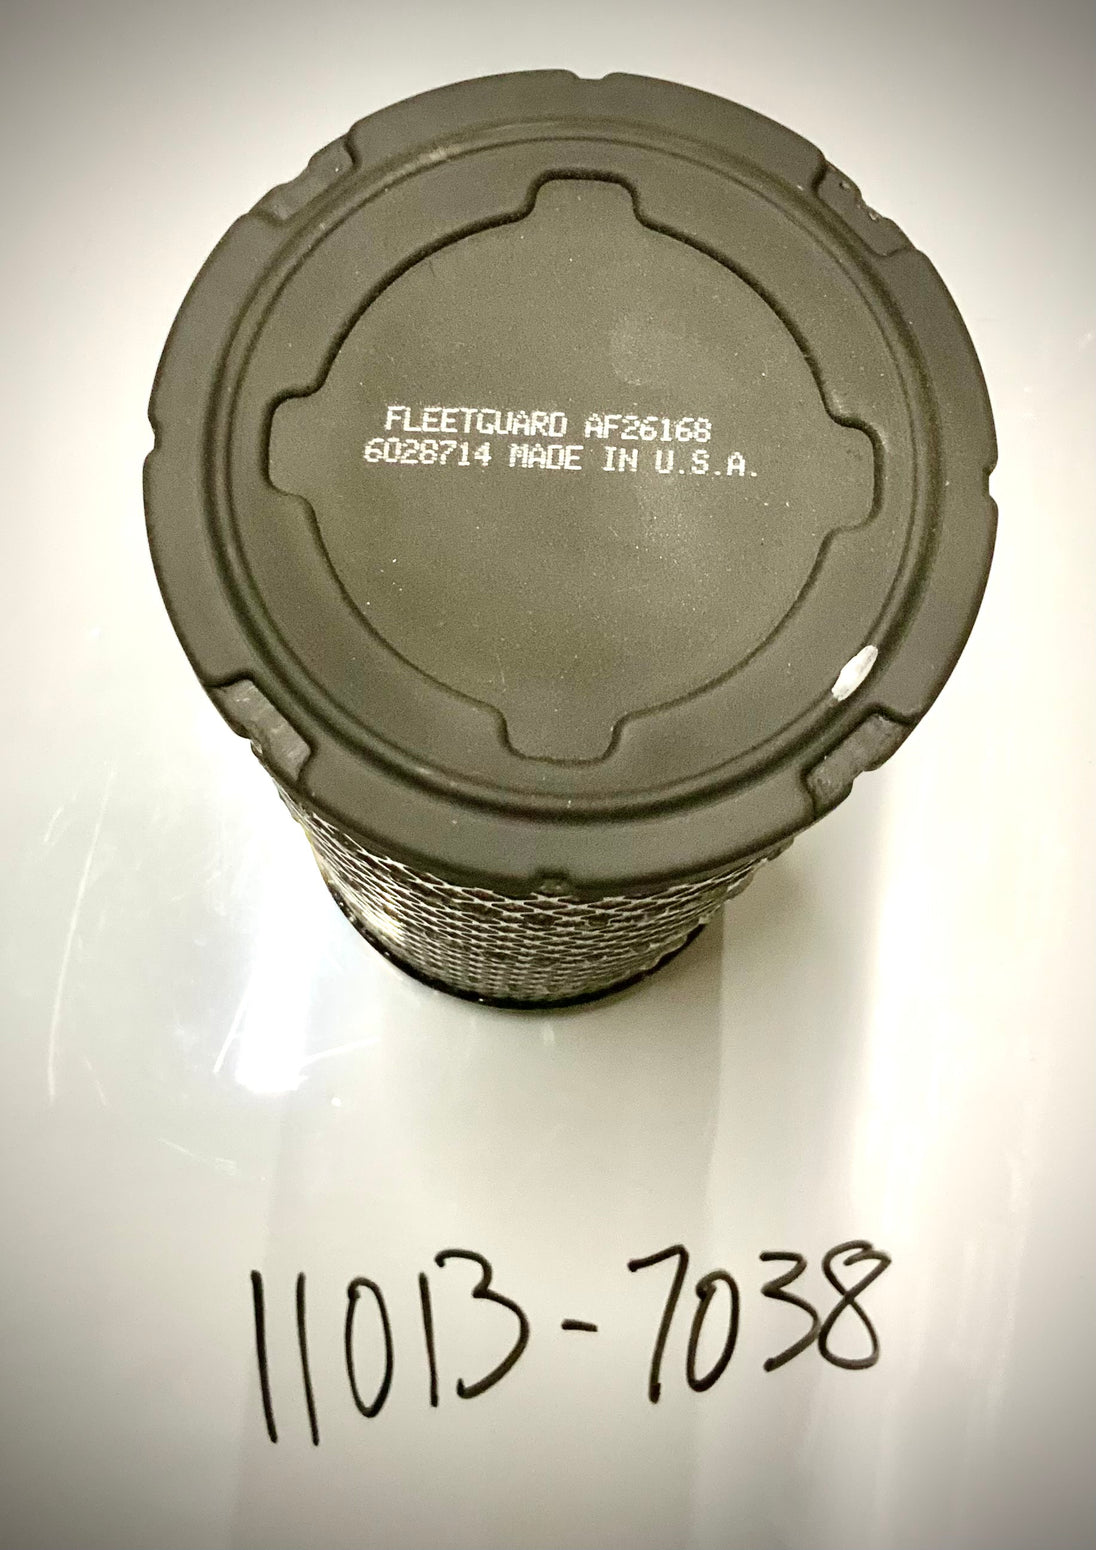 FLEETGUARD AF26168
6028714 MADE IN U.S.A.
11013-7038